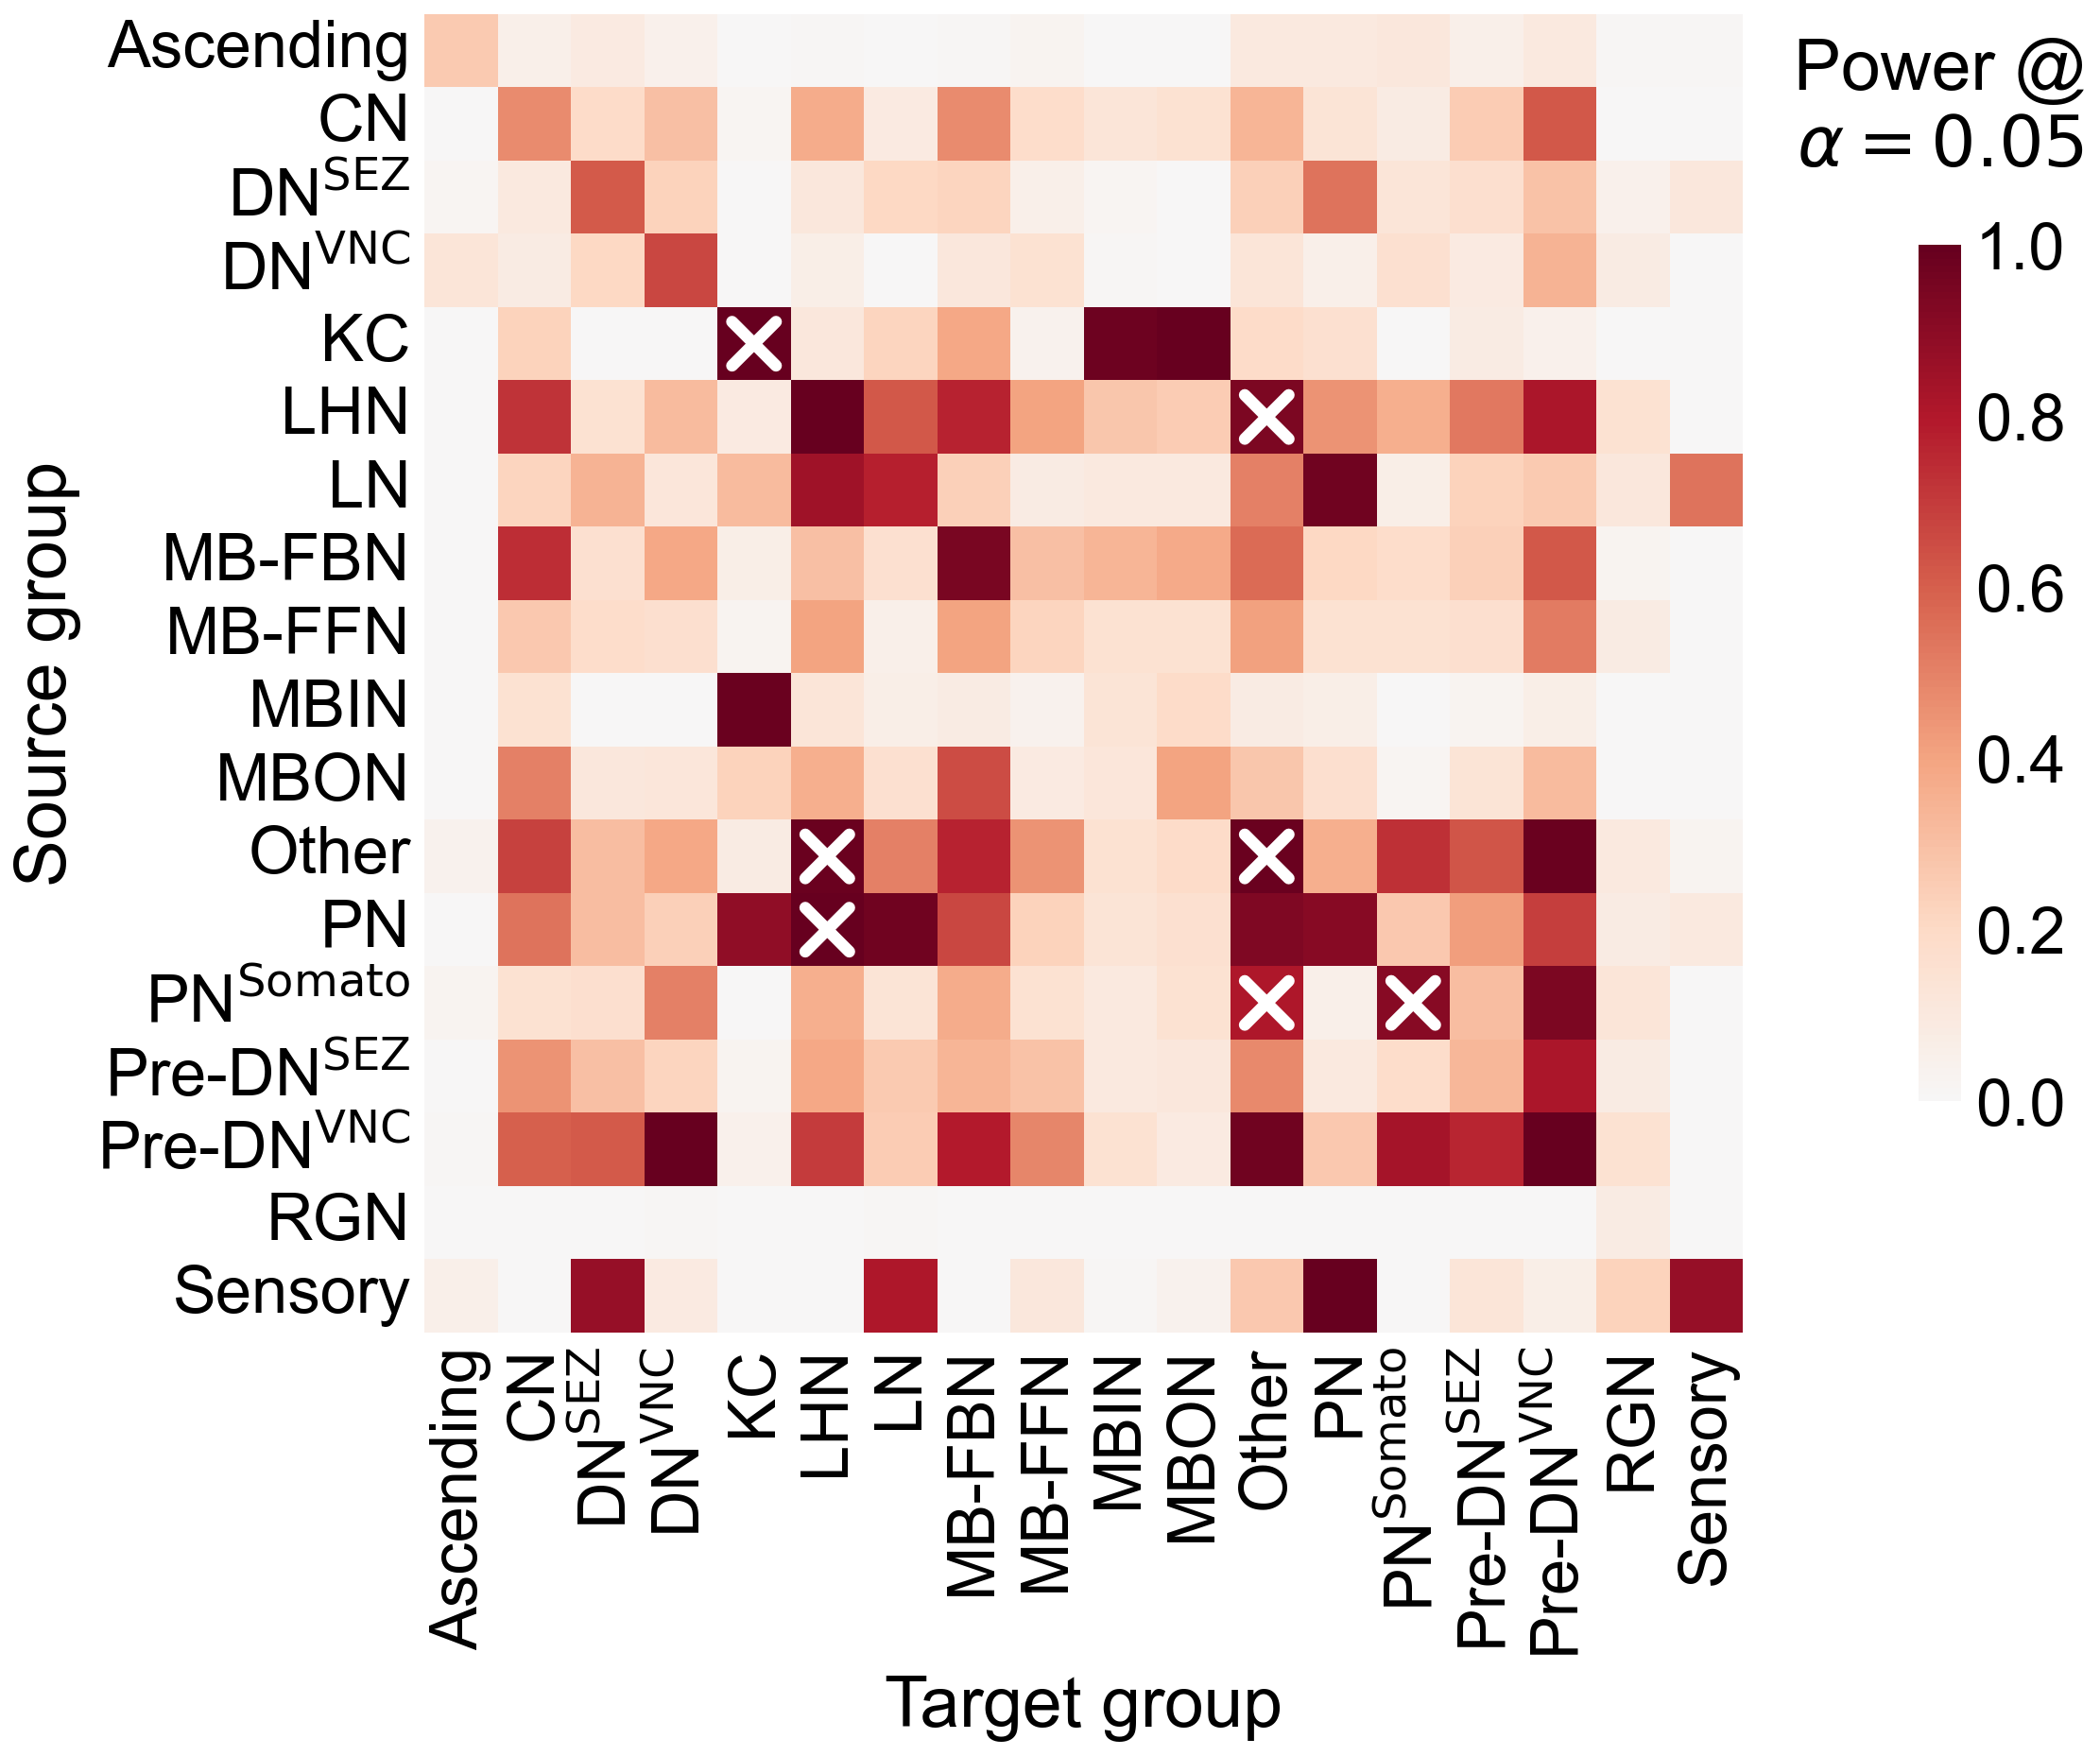 Power @
α = 0.05
1.0
0.8
0.6
0.4
0.2
0.0
Source group
Ascending
CN
DN^SEZ
DN^VNC
KC
LHN
LN
MB-FBN
MB-FFN
MBIN
MBON
Other
PN
PN^Somato
Pre-DN^SEZ
Pre-DN^VNC
RGN
Sensory
Ascending
CN
DN^SEZ
DN^VNC
KC
LHN
LN
MB-FBN
MB-FFN
MBIN
MBON
Other
PN
PN^Somato
Pre-DN^SEZ
Pre-DN^VNC
RGN
Sensory
Target group